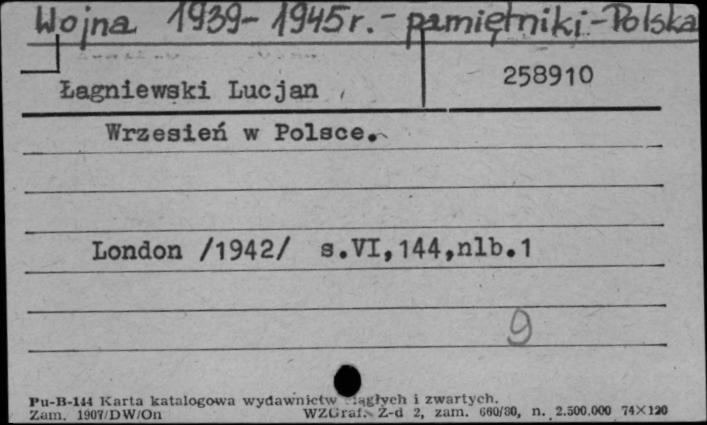 Wojna 1939-1945r.-pamiętniki-Polska
Łagniewski Lucjan
258910
Wrzesień w Polsce.
London /1942/ s.VI,144,nlb.1
9
Pu-B-144 Karta katalogowa wydawnictw ciągłych i zwartych.
Zam. 1907/DW/On WZGraf. Z-d 2, zam. 660/80, n. 2.500.000 74×120